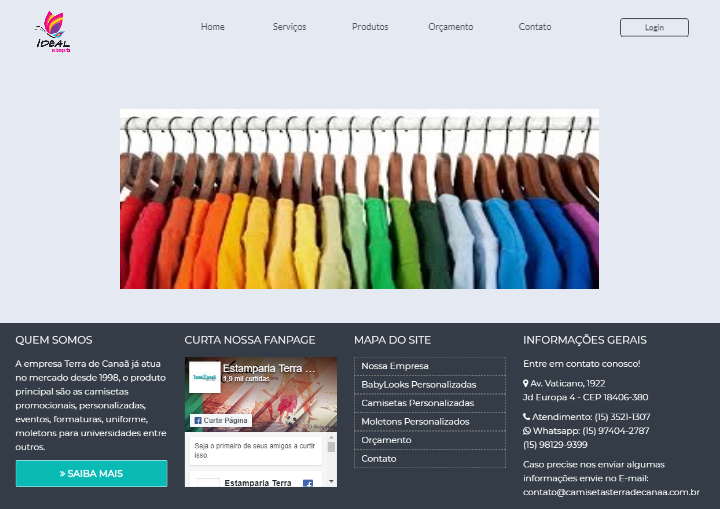 IDEAL
Home
Serviços
Produtos
Orçamento
Contato
Login
QUEM SOMOS
A empresa Terra de Canaã já atua
no mercado desde 1998, o produto
principal são as camisetas
promocionais, personalizadas,
eventos, formaturas, uniforme,
moletons para universidades entre
outros.
» SAIBA MAIS
CURTA NOSSA FANPAGE
Estamparia Terra ...
1,9 mil curtidas
Curtir Página
Seja o primeiro de seus amigos a curtir
isso.
Estamparia Terra
MAPA DO SITE
Nossa Empresa
BabyLooks Personalizadas
Camisetas Personalizadas
Moletons Personalizados
Orçamento
Contato
INFORMAÇÕES GERAIS
Entre em contato conosco!
Av. Vaticano, 1922
Jd Europa 4 - CEP 18406-380
Atendimento: (15) 3521-1307
Whatsapp: (15) 97404-2787
(15) 98129-9399
Caso precise nos enviar algumas
informações envie no E-mail:
contato@camisetasterradecanaa.com.br